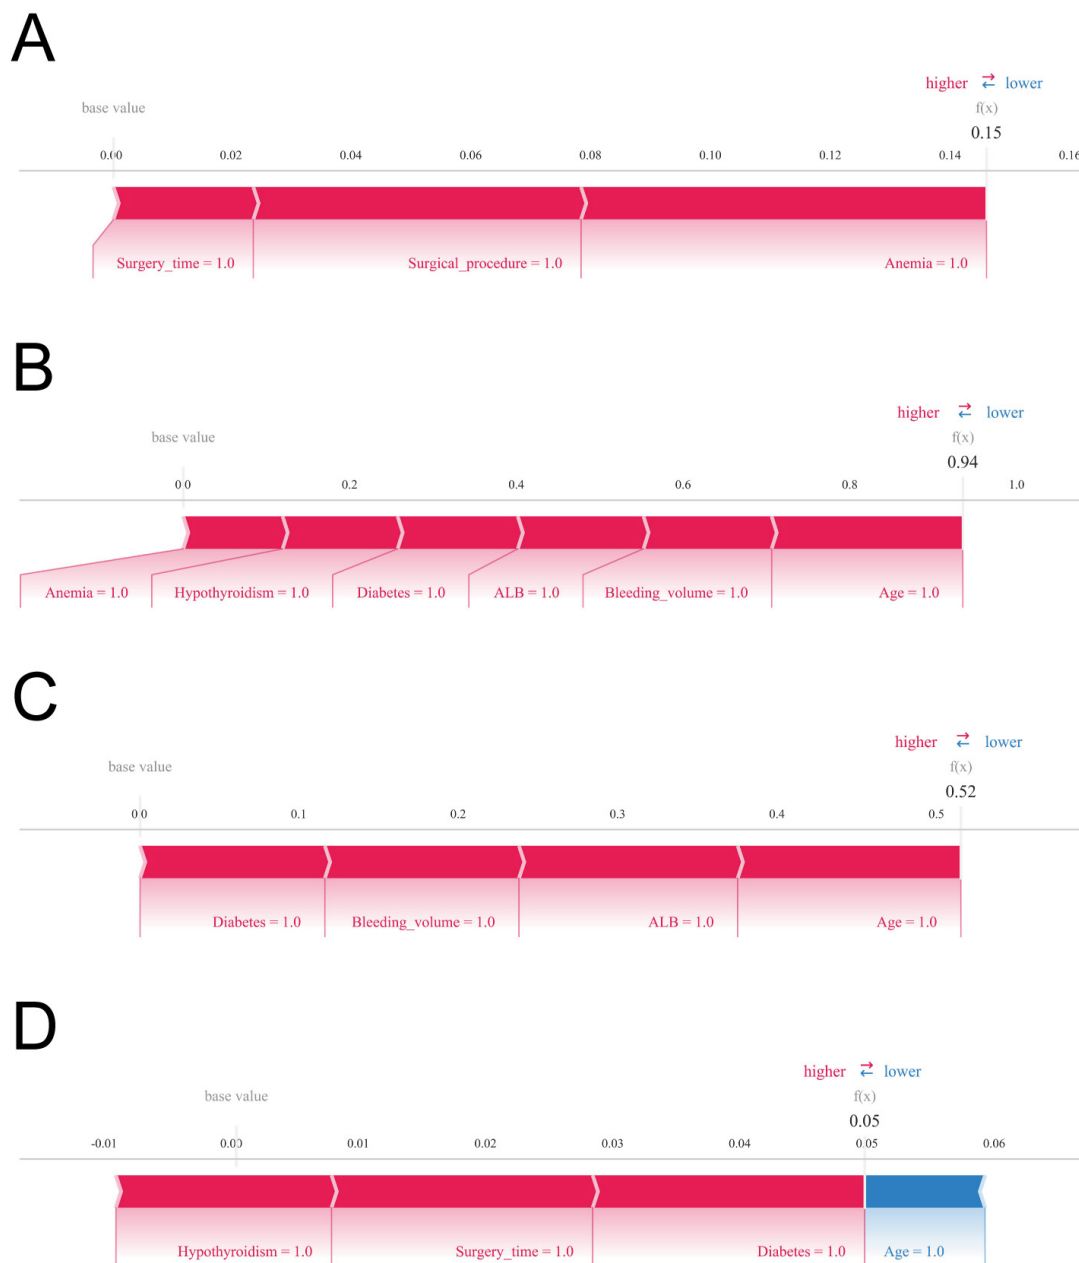 A
higher ⇄ lower
base value
f(x)
0.15
0.00 0.02 0.04 0.06 0.08 0.10 0.12 0.14 0.16
Surgery_time = 1.0 Surgical_procedure = 1.0 Anemia = 1.0
B
higher ⇄ lower
base value
f(x)
0.94
0.0 0.2 0.4 0.6 0.8 1.0
Anemia = 1.0 Hypothyroidism = 1.0 Diabetes = 1.0 ALB = 1.0 Bleeding_volume = 1.0 Age = 1.0
C
higher ⇄ lower
base value
f(x)
0.52
0.0 0.1 0.2 0.3 0.4 0.5
Diabetes = 1.0 Bleeding_volume = 1.0 ALB = 1.0 Age = 1.0
D
higher ⇄ lower
base value
f(x)
0.05
-0.01 0.00 0.01 0.02 0.03 0.04 0.05 0.06
Hypothyroidism = 1.0 Surgery_time = 1.0 Diabetes = 1.0 Age = 1.0